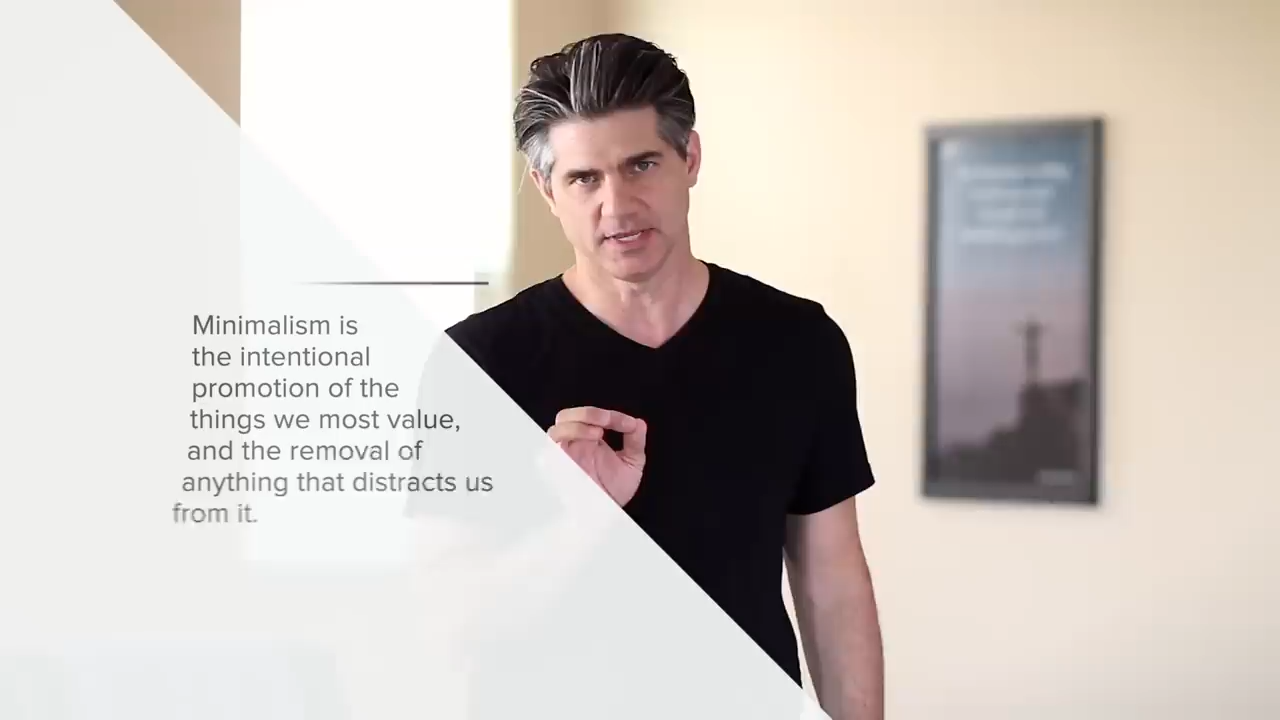 Minimalism is
the intentional
promotion of the
things we most value,
and the removal of
anything that distracts us
from it.